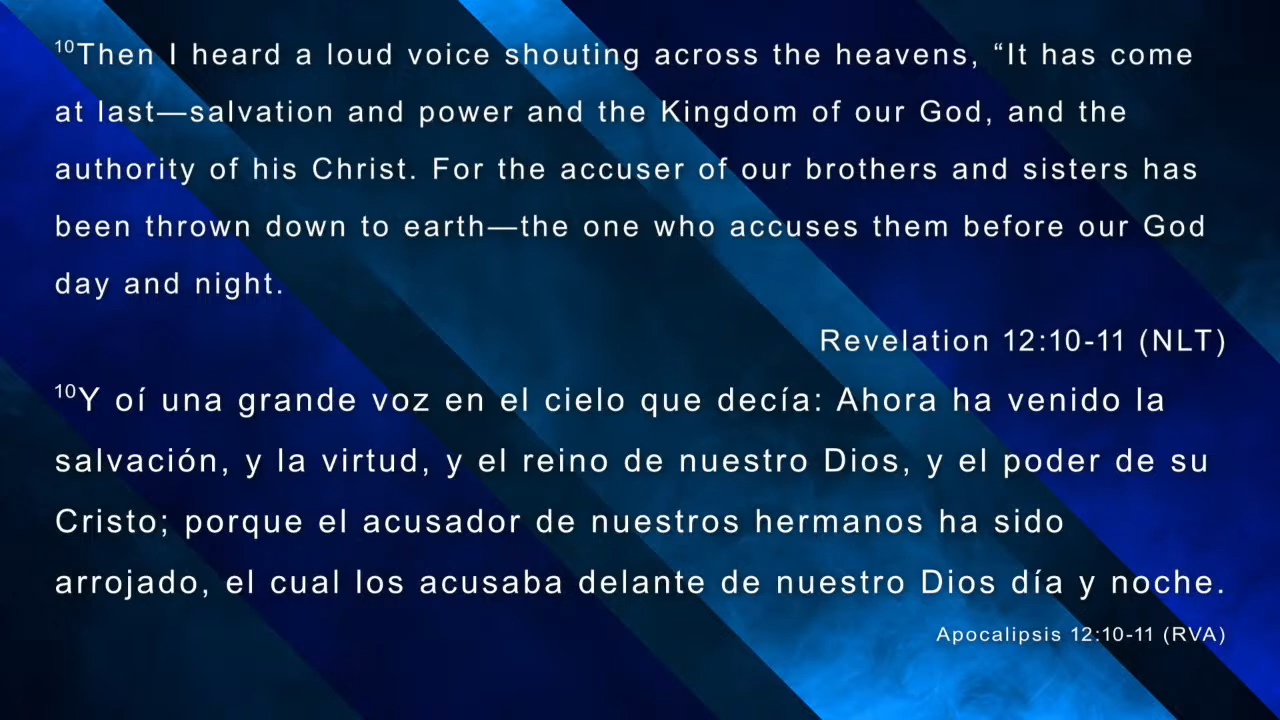 10Then I heard a loud voice shouting across the heavens, “It has come
at last—salvation and power and the Kingdom of our God, and the
authority of his Christ. For the accuser of our brothers and sisters has
been thrown down to earth—the one who accuses them before our God
day and night.
Revelation 12:10-11 (NLT)
10Y oí una grande voz en el cielo que decía: Ahora ha venido la
salvación, y la virtud, y el reino de nuestro Dios, y el poder de su
Cristo; porque el acusador de nuestros hermanos ha sido
arrojado, el cual los acusaba delante de nuestro Dios día y noche.
Apocalipsis 12:10-11 (RVA)